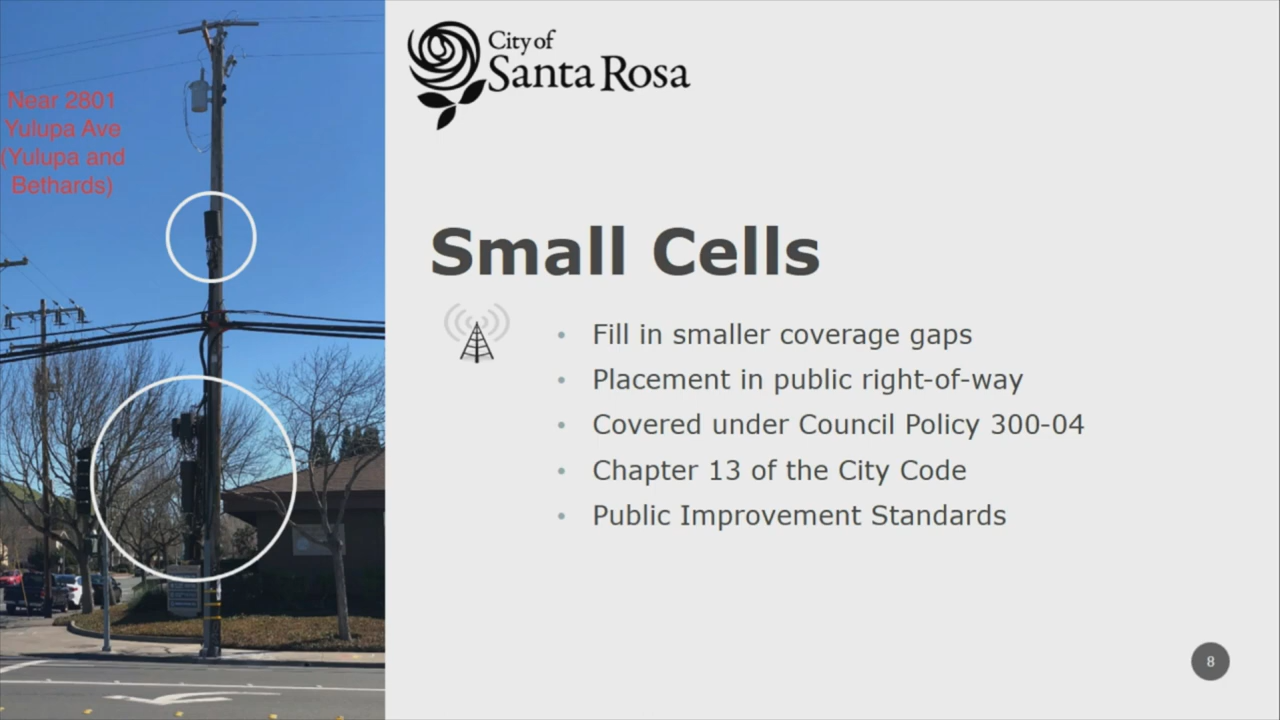 Near 2801
Yulupa Ave
(Yulupa and
Bethards)
City of
Santa Rosa
Small Cells
• Fill in smaller coverage gaps
• Placement in public right-of-way
• Covered under Council Policy 300-04
• Chapter 13 of the City Code
• Public Improvement Standards
8